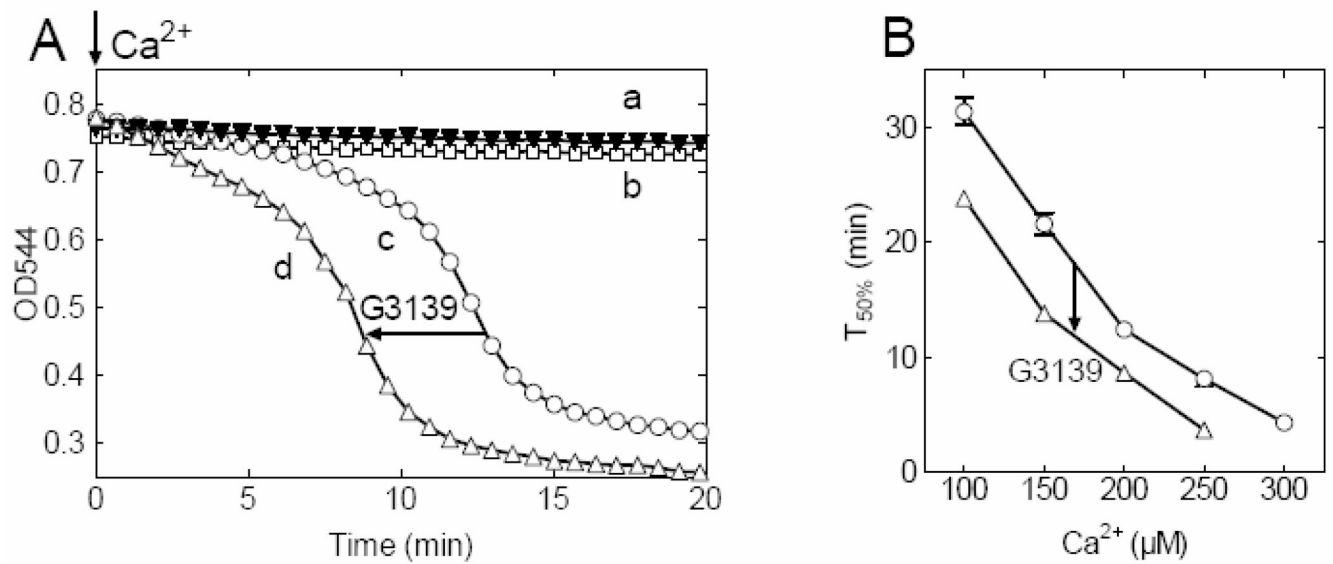 A
Ca²⁺
0.8
0.7
0.6
0.5
0.4
0.3
OD544
a
b
c
d
G3139
0 5 10 15 20
Time (min)
B
30
20
10
0
T50% (min)
G3139
100 150 200 250 300
Ca²⁺ (µM)